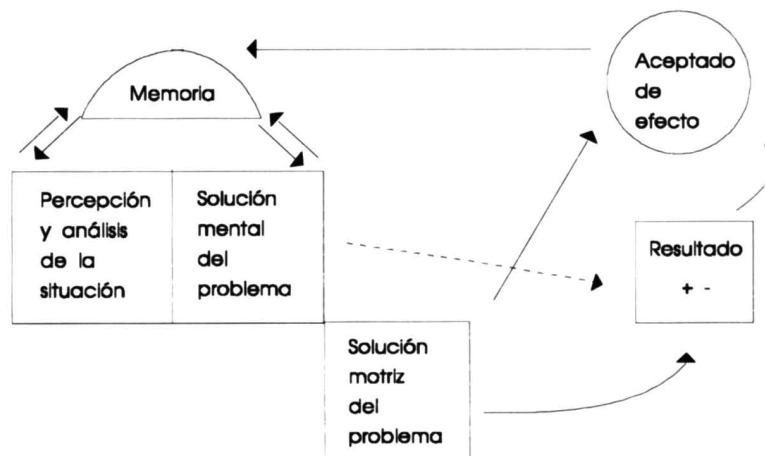 Memoria
Aceptado
de
efecto
Percepción
y análisis
de la
situación
Solución
mental
del
problema
Resultado
+ -
Solución
motriz
del
problema